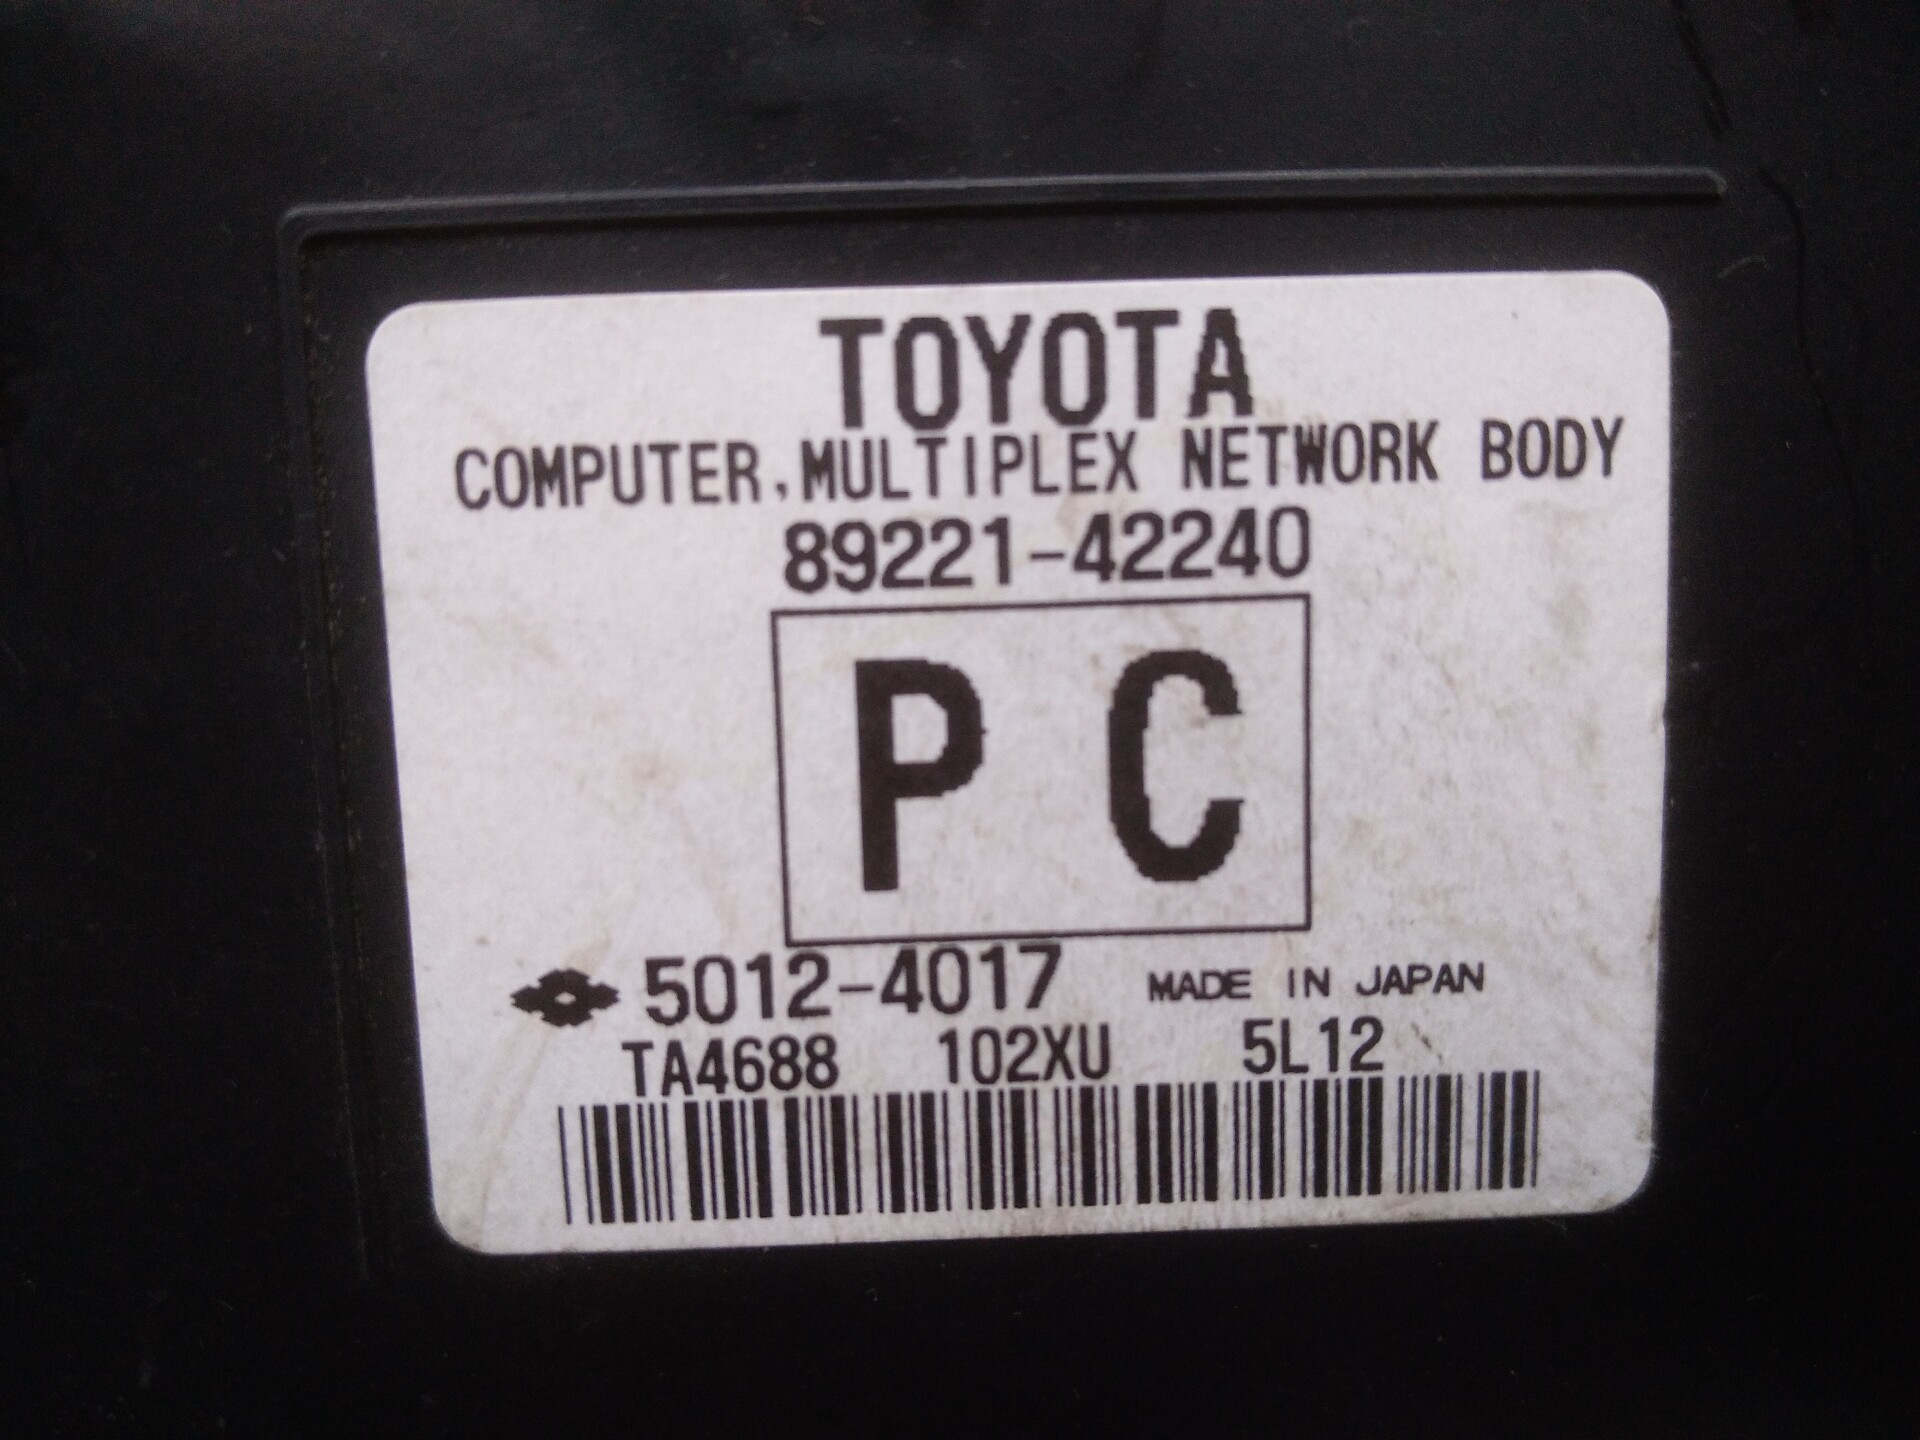 TOYOTA
COMPUTER,MULTIPLEX NETWORK BODY
89221-42240
P C
5012-4017 MADE IN JAPAN
TA4688 102XU 5L12